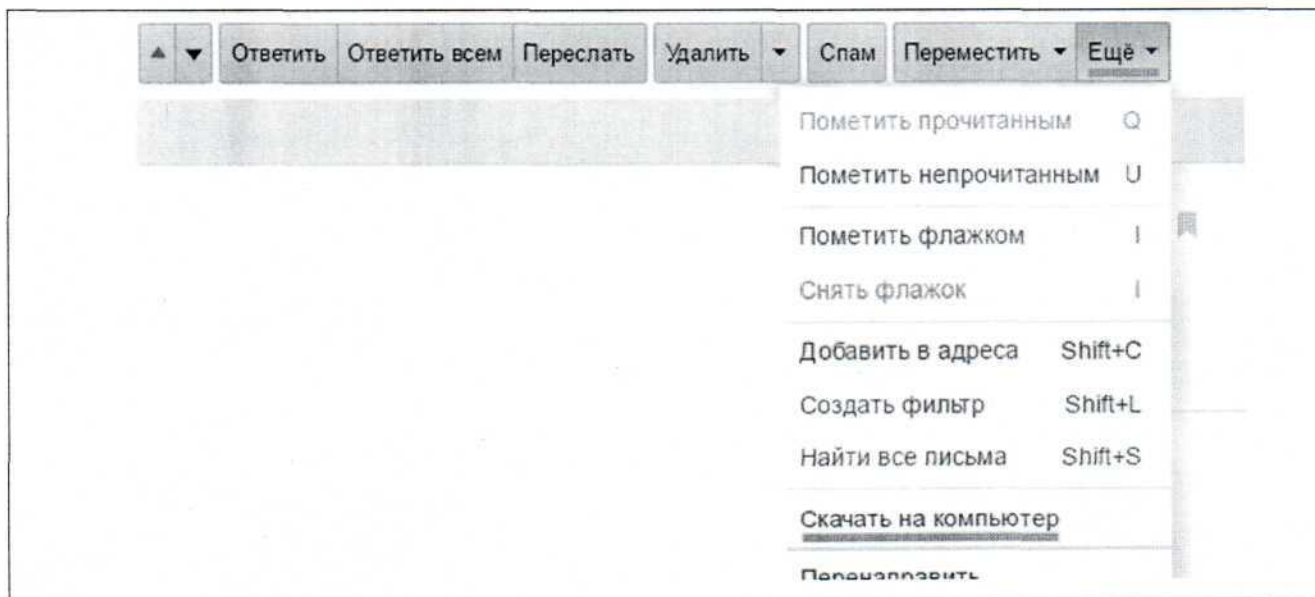 Ответить Ответить всем Переслать Удалить Спам Переместить Ещё
Пометить прочитанным Q
Пометить непрочитанным U
Пометить флажком I
Снять флажок I
Добавить в адреса Shift+C
Создать фильтр Shift+L
Найти все письма Shift+S
Скачать на компьютер
Перенаправить